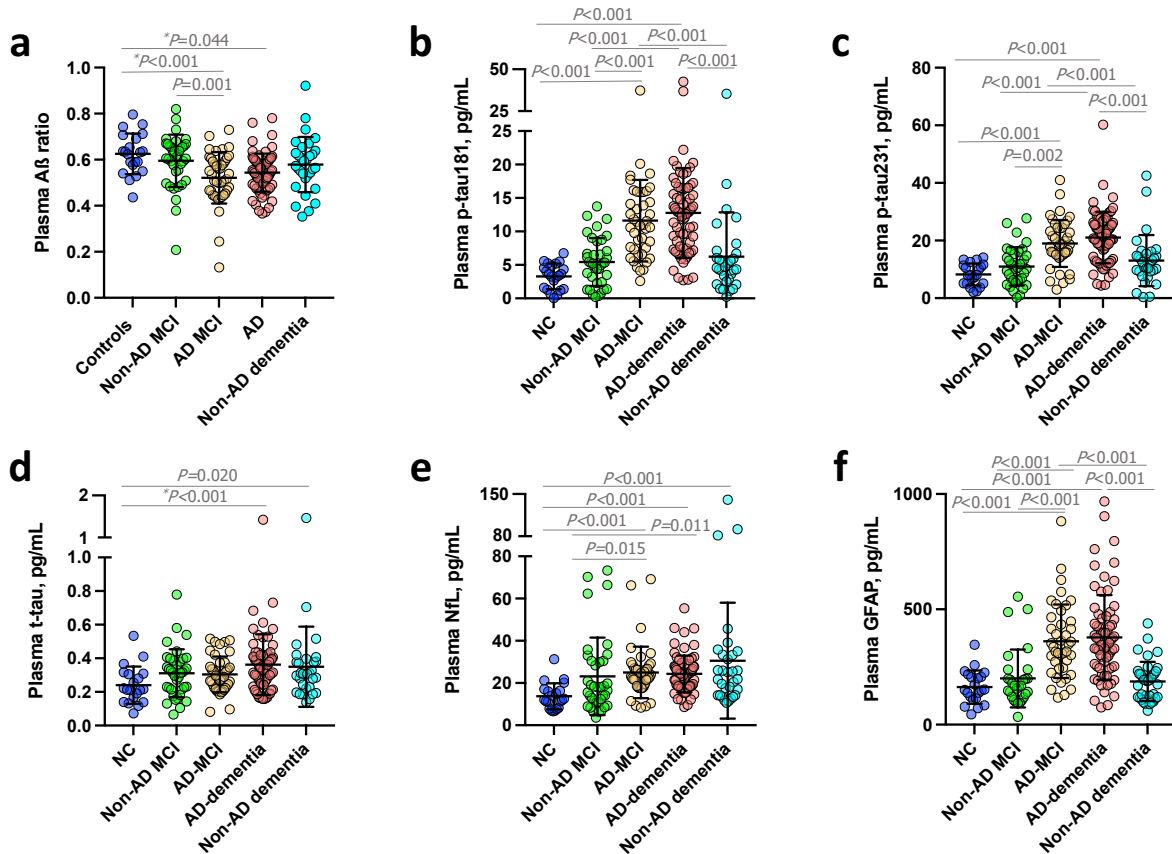 a
*P=0.044
*P<0.001
P=0.001
Plasma Aß ratio
1.0
0.8
0.6
0.4
0.2
0.0
Controls
Non-AD MCI
AD MCI
AD
Non-AD dementia
b
P<0.001
P<0.001 P<0.001
P<0.001 P<0.001 P<0.001
Plasma p-tau181, pg/mL
50
25
25
20
15
10
5
0
NC
Non-AD MCI
AD-MCI
AD-dementia
Non-AD dementia
c
P<0.001
P<0.001 P<0.001
P<0.001
P<0.001
P=0.002
Plasma p-tau231, pg/mL
80
60
40
20
0
NC
Non-AD MCI
AD-MCI
AD-dementia
Non-AD dementia
d
P=0.020
*P<0.001
Plasma t-tau, pg/mL
2
1
1.0
0.8
0.6
0.4
0.2
0.0
NC
Non-AD MCI
AD-MCI
AD-dementia
Non-AD dementia
e
P<0.001
P<0.001
P<0.001 P=0.011
P=0.015
Plasma NfL, pg/mL
150
80
80
60
40
20
0
NC
Non-AD MCI
AD-MCI
AD-dementia
Non-AD dementia
f
P<0.001 P<0.001
P<0.001 P<0.001
P<0.001 P<0.001
Plasma GFAP, pg/mL
1000
500
0
NC
Non-AD MCI
AD-MCI
AD-dementia
Non-AD dementia